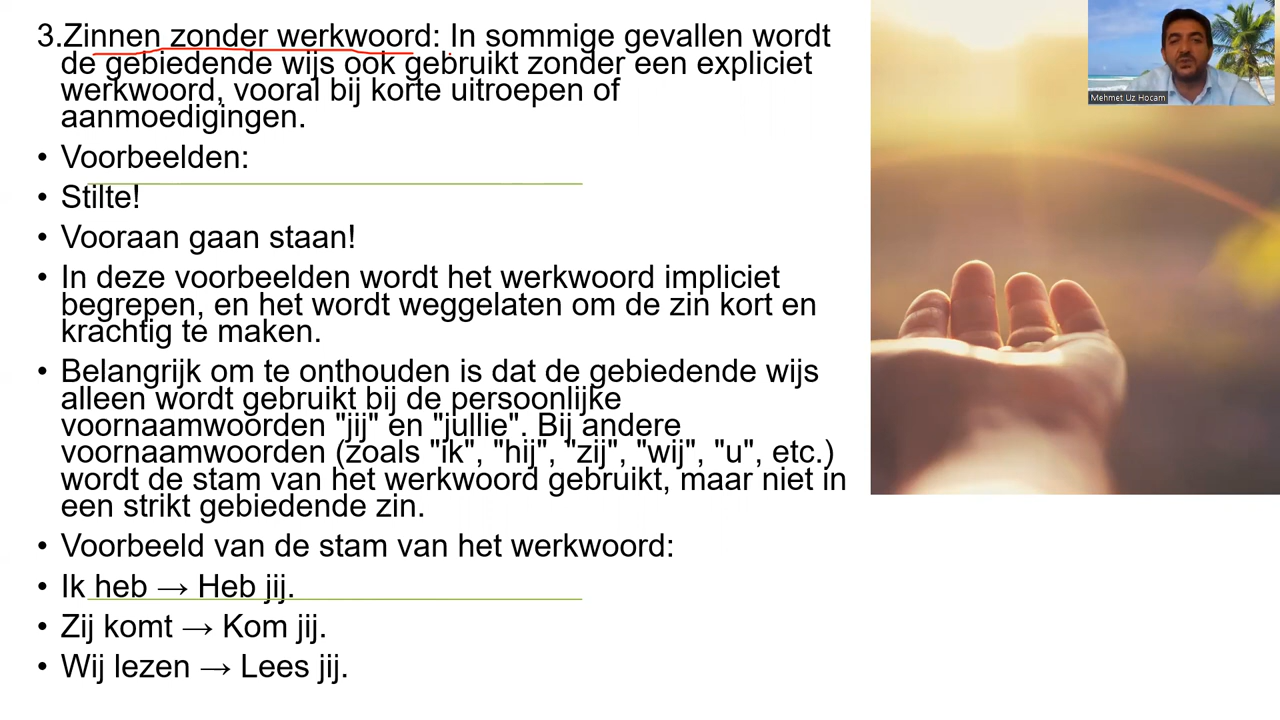 3.Zinnen zonder werkwoord: In sommige gevallen wordt
de gebiedende wijs ook gebruikt zonder een expliciet
werkwoord, vooral bij korte uitroepen of
aanmoedigingen.
• Voorbeelden:
• Stilte!
• Vooraan gaan staan!
• In deze voorbeelden wordt het werkwoord impliciet
begrepen, en het wordt weggelaten om de zin kort en
krachtig te maken.
• Belangrijk om te onthouden is dat de gebiedende wijs
alleen wordt gebruikt bij de persoonlijke
voornaamwoorden "jij" en "jullie". Bij andere
voornaamwoorden (zoals "ik", "hij", "zij", "wij", "u", etc.)
wordt de stam van het werkwoord gebruikt, maar niet in
een strikt gebiedende zin.
• Voorbeeld van de stam van het werkwoord:
• Ik heb → Heb jij.
• Zij komt → Kom jij.
• Wij lezen → Lees jij.
Mehmet Uz Hocam